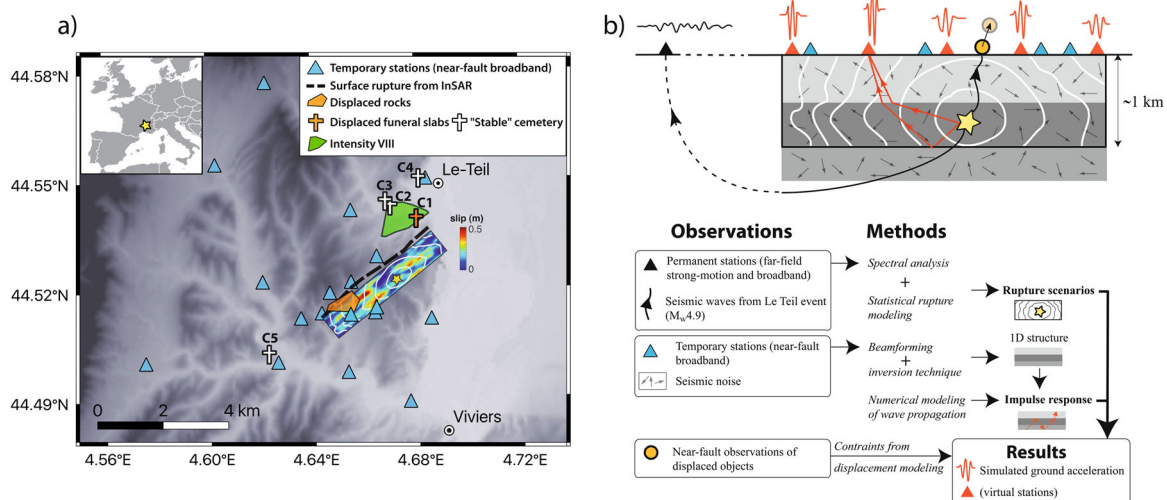 a)
44.58°N
44.55°N
44.52°N
44.49°N
4.56°E
4.60°E
4.64°E
4.68°E
4.72°E
Temporary stations (near-fault broadband)
Surface rupture from InSAR
Displaced rocks
Displaced funeral slabs "Stable" cemetery
Intensity VIII
C4
Le-Teil
C3
C2
C1
slip (m)
0.5
0
C5
0 2 4 km
Viviers
b)
~1 km
Observations
Methods
Permanent stations (far-field
strong-motion and broadband)
Seismic waves from Le Teil event
(Mw4.9)
Spectral analysis
+
Statistical rupture
modeling
Rupture scenarios
Temporary stations (near-fault
broadband)
Seismic noise
Beamforming
+
inversion technique
1D structure
Numerical modeling
of wave propagation
Impulse response
Near-fault observations of
displaced objects
Contraints from
displacement modeling
Results
Simulated ground acceleration
(virtual stations)